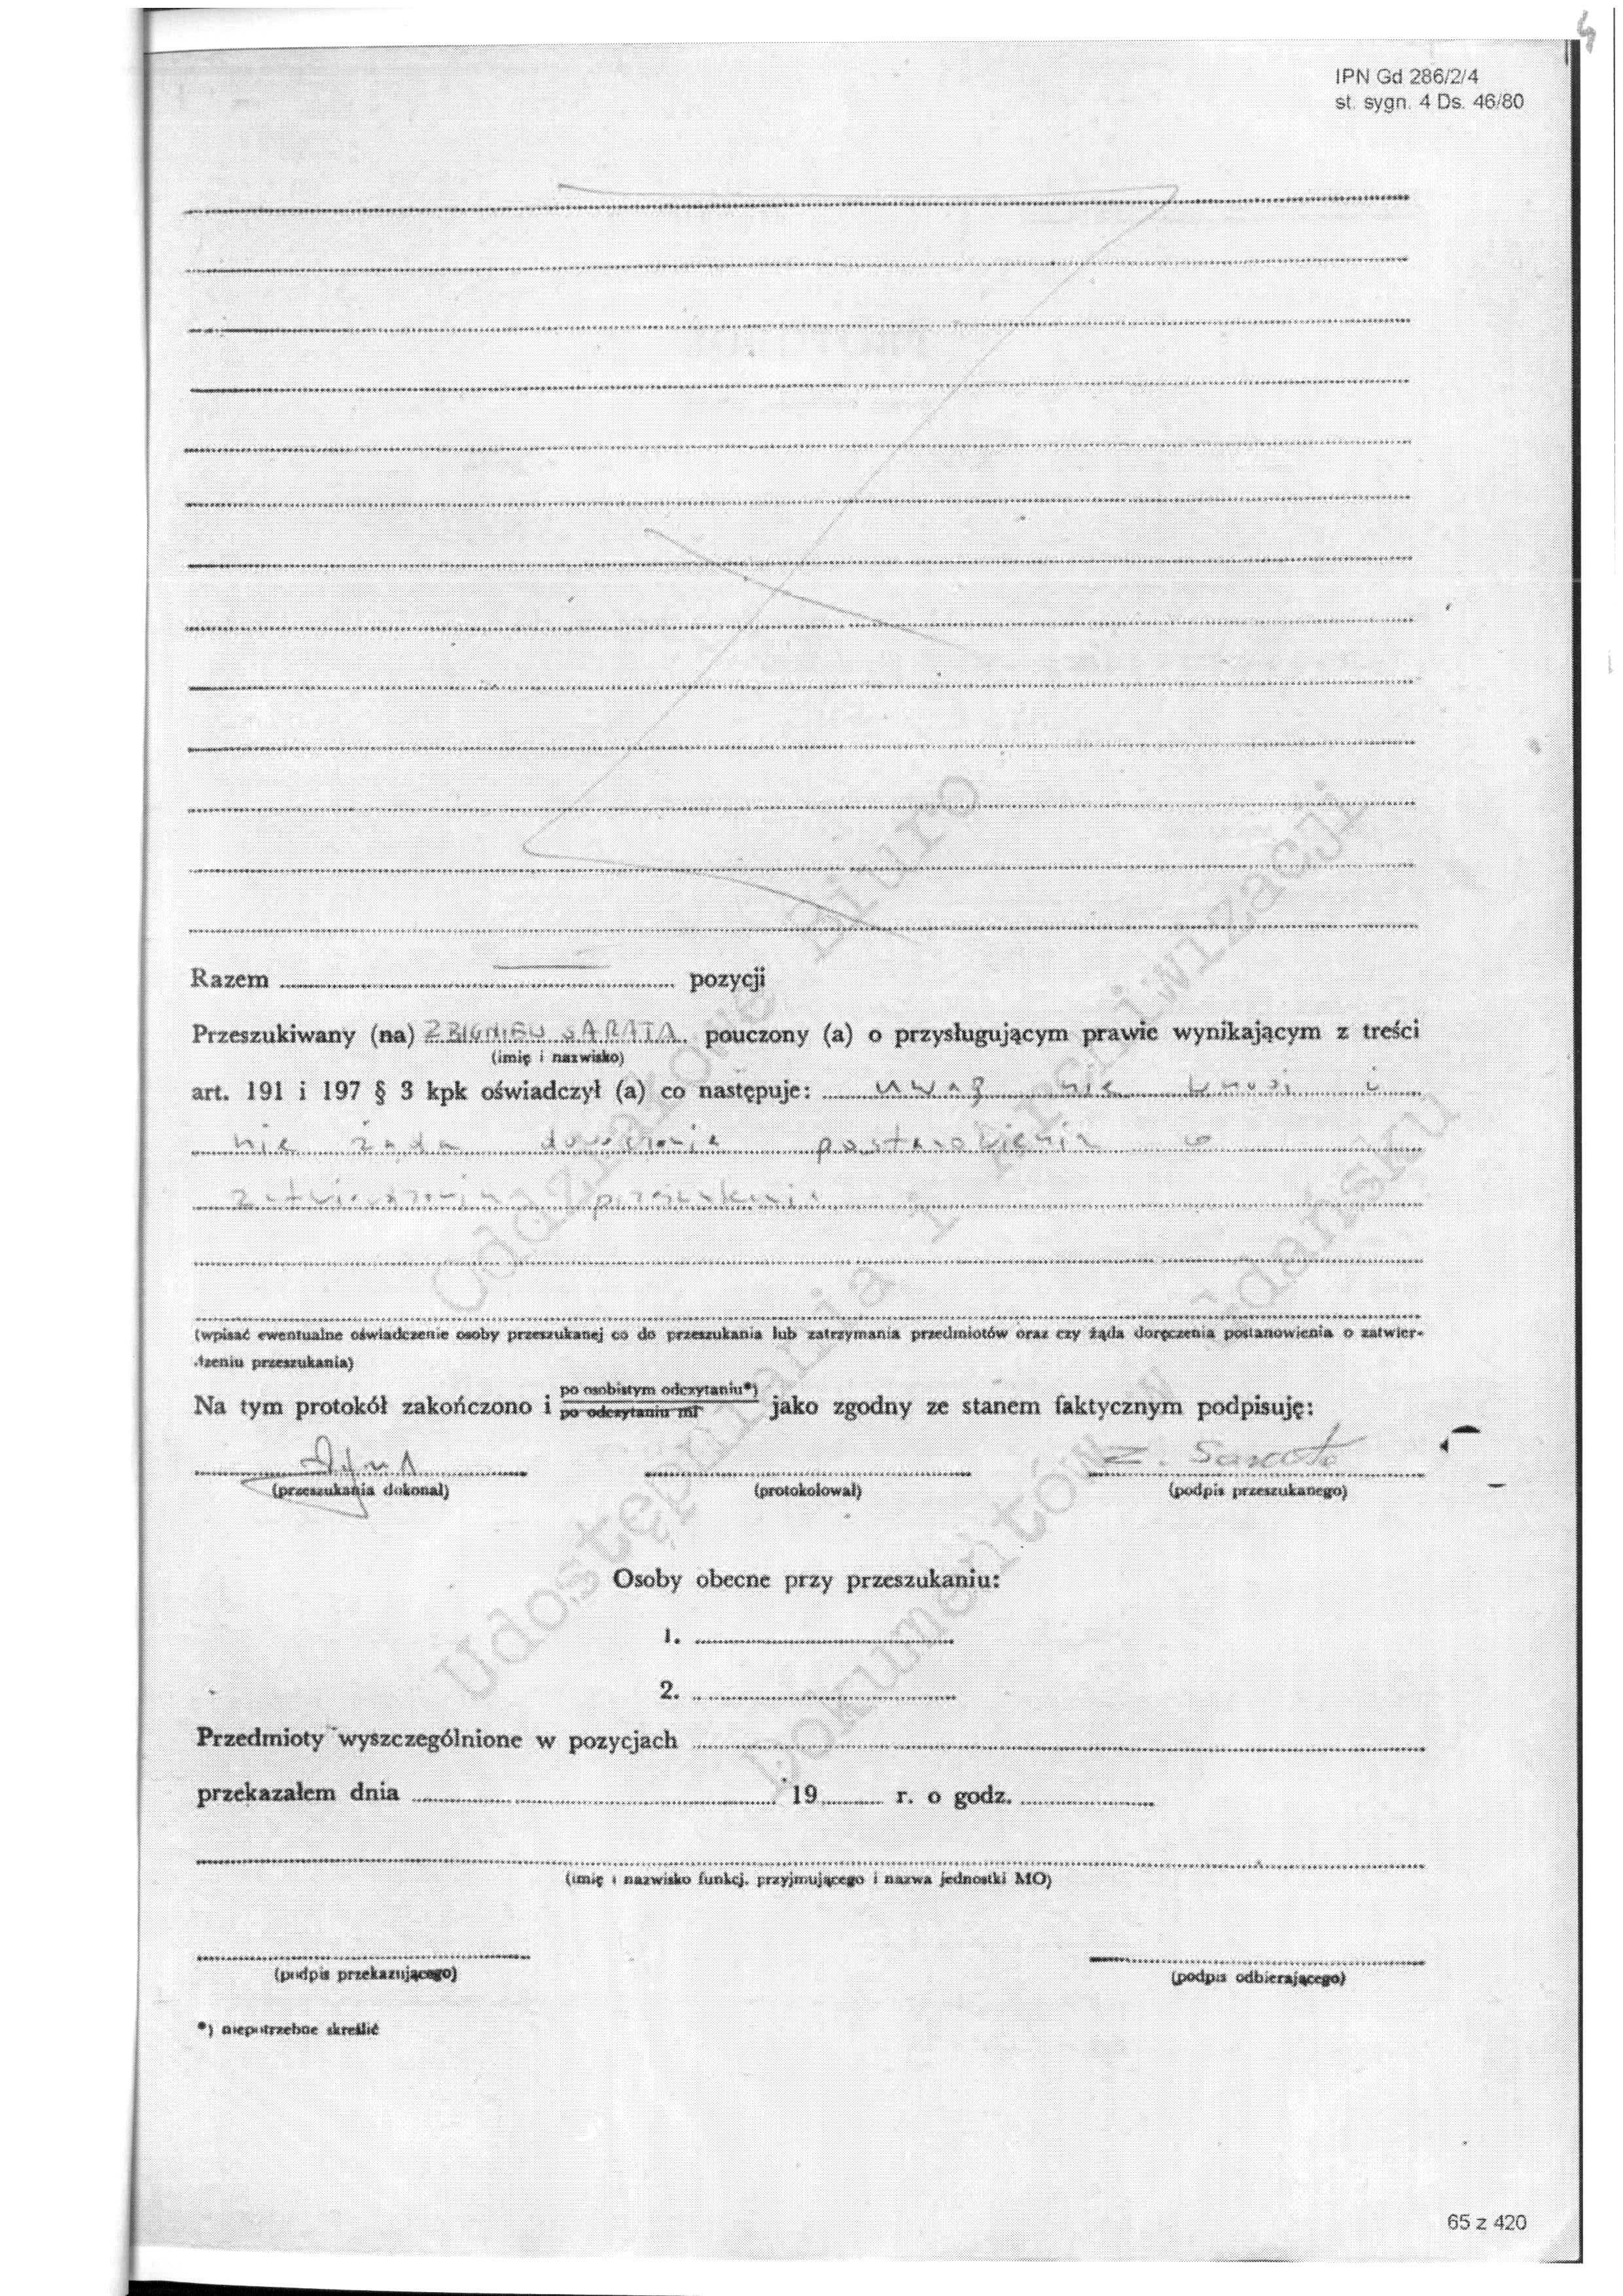 IPN Gd 286/2/4
st. sygn. 4 Ds. 46/80
Razem pozycji
Przeszukiwany (na) ZBIGNIEW SARATA pouczony (a) o przysługującym prawie wynikającym z treści
(imię i nazwisko)
art. 191 i 197 § 3 kpk oświadczył (a) co następuje: uwag nie wnosi i
nie żąda doręczenia postanowienia o
zatwierdzeniu przeszukania
(wpisać ewentualne oświadczenie osoby przeszukanej co do przeszukania lub zatrzymania przedmiotów oraz czy żąda doręczenia postanowienia o zatwier-
dzeniu przeszukania)
Na tym protokół zakończono i po osobistym odczytaniu*) po odczytaniu mi jako zgodny ze stanem faktycznym podpisuję:
Z. Sarata
(przeszukania dokonał) (protokołował) (podpis przeszukanego)
Osoby obecne przy przeszukaniu:
1.
2.
Przedmioty wyszczególnione w pozycjach
przekazałem dnia 19 r. o godz.
(imię i nazwisko funkcj. przyjmującego i nazwa jednostki MO)
(podpis przekazującego) (podpis odbierającego)
*) niepotrzebne skreślić
65 z 420
Oddziałowe Biuro
Udostępniania i Archiwizacji
Dokumentów w Gdańsku